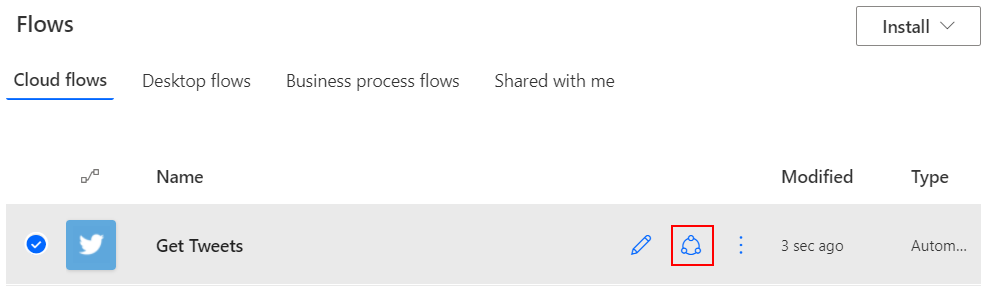 Flows
Install
Cloud flows Desktop flows Business process flows Shared with me
Name Modified Type
Get Tweets 3 sec ago Autom...